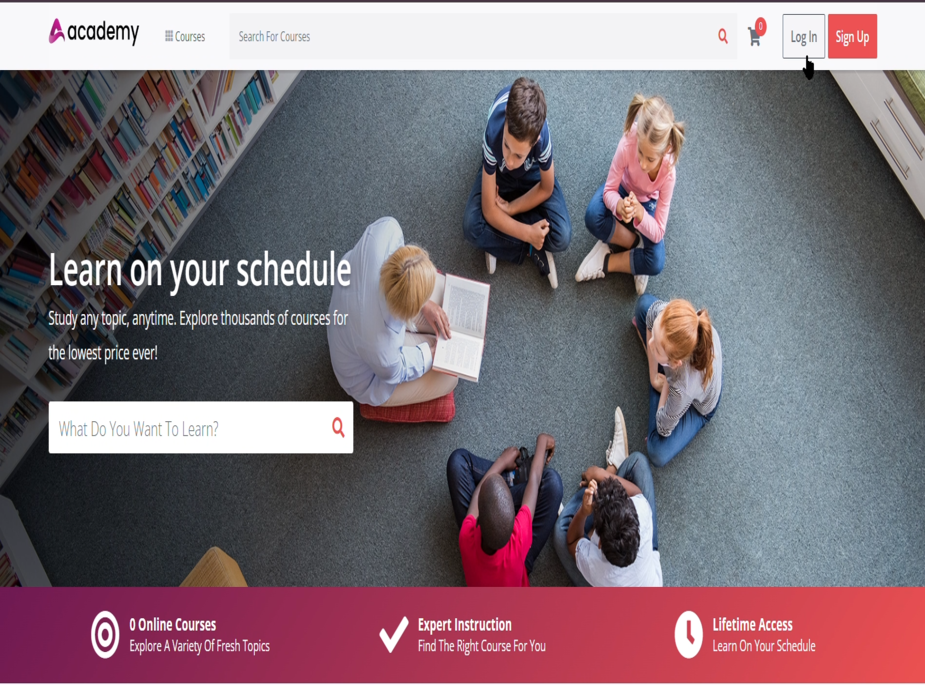 academy
Courses
Search For Courses
0
Log In
Sign Up
Learn on your schedule
Study any topic, anytime. Explore thousands of courses for
the lowest price ever!
What Do You Want To Learn?
0 Online Courses
Explore A Variety Of Fresh Topics
Expert Instruction
Find The Right Course For You
Lifetime Access
Learn On Your Schedule